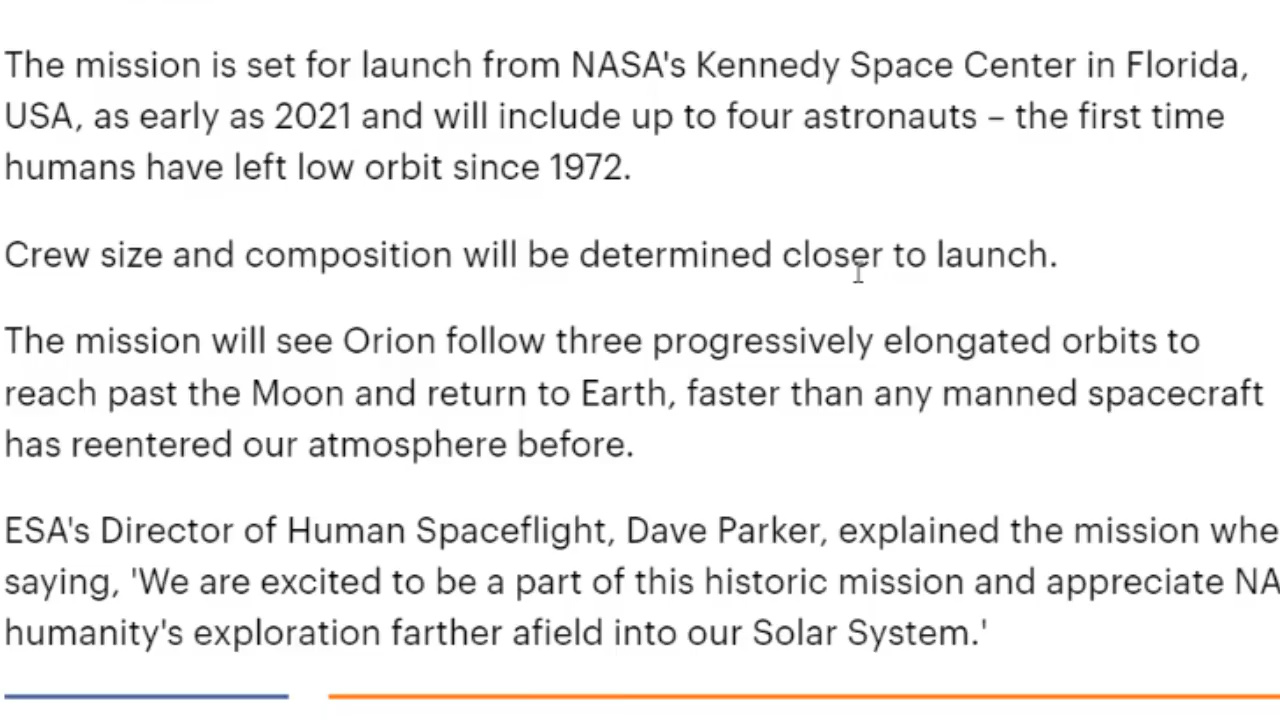 The mission is set for launch from NASA's Kennedy Space Center in Florida,
USA, as early as 2021 and will include up to four astronauts – the first time
humans have left low orbit since 1972.
Crew size and composition will be determined closer to launch.
The mission will see Orion follow three progressively elongated orbits to
reach past the Moon and return to Earth, faster than any manned spacecraft
has reentered our atmosphere before.
ESA's Director of Human Spaceflight, Dave Parker, explained the mission whe
saying, 'We are excited to be a part of this historic mission and appreciate NA
humanity's exploration farther afield into our Solar System.'